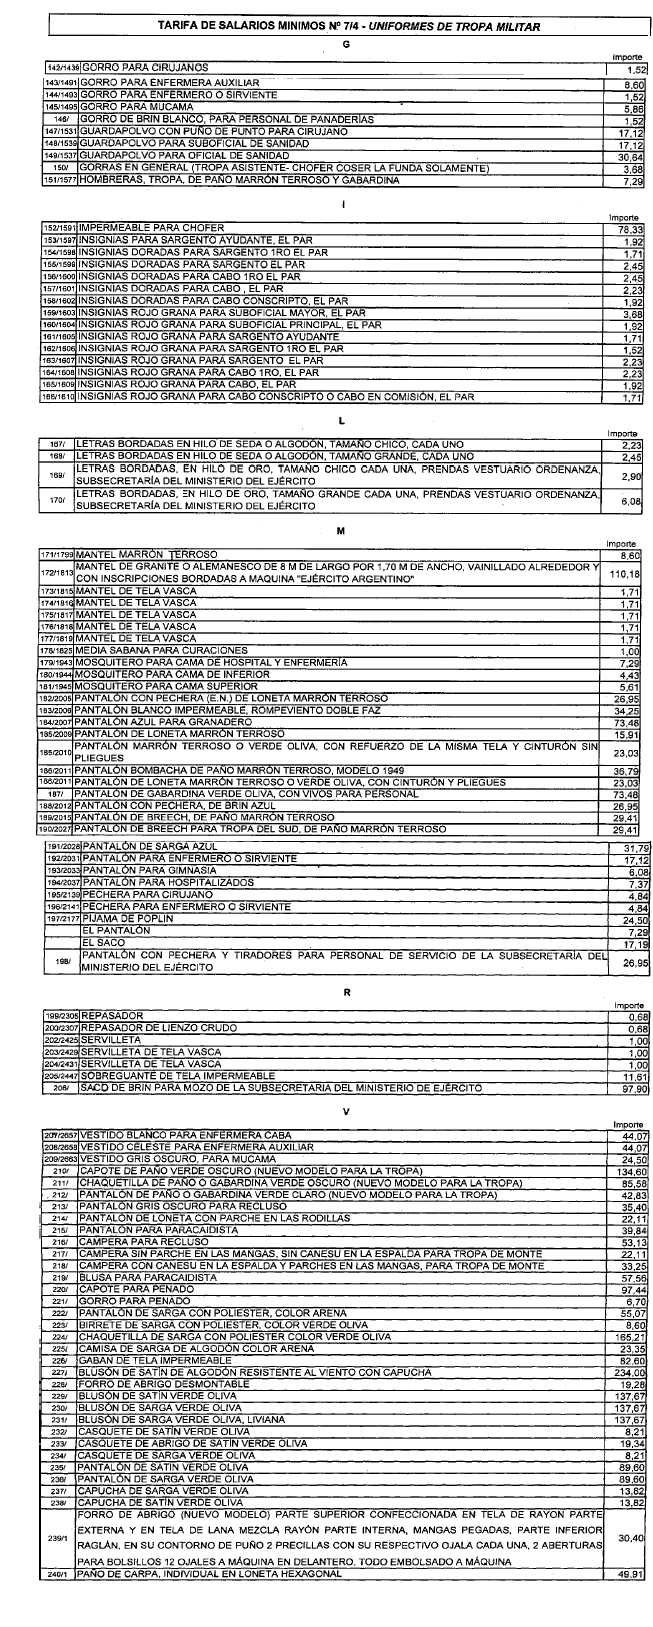 TARIFA DE SALARIOS MINIMOS Nº 7/4 - UNIFORMES DE TROPA MILITAR
G
Importe
142/1436 GORRO PARA CIRUJANOS 1,52
143/1491 GORRO PARA ENFERMERA AUXILIAR 8,60
144/1493 GORRO PARA ENFERMERO O SIRVIENTE 1,52
145/1495 GORRO PARA MUCAMA 5,86
146/ GORRO DE BRIN BLANCO, PARA PERSONAL DE PANADERÍAS 1,52
147/1531 GUARDAPOLVO CON PUÑO DE PUNTO PARA CIRUJANO 17,12
148/1539 GUARDAPOLVO PARA SUBOFICIAL DE SANIDAD 17,12
149/1537 GUARDAPOLVO PARA OFICIAL DE SANIDAD 30,64
150/ GORRAS EN GENERAL (TROPA ASISTENTE- CHOFER COSER LA FUNDA SOLAMENTE) 3,68
151/1577 HOMBRERAS, TROPA, DE PAÑO MARRÓN TERROSO Y GABARDINA 7,29
I
Importe
152/1591 IMPERMEABLE PARA CHOFER 78,33
153/1597 INSIGNIAS PARA SARGENTO AYUDANTE, EL PAR 1,92
154/1598 INSIGNIAS DORADAS PARA SARGENTO 1RO EL PAR 1,71
155/1599 INSIGNIAS DORADAS PARA SARGENTO EL PAR 2,45
156/1600 INSIGNIAS DORADAS PARA CABO 1RO EL PAR 2,45
157/1601 INSIGNIAS DORADAS PARA CABO , EL PAR 2,23
158/1602 INSIGNIAS DORADAS PARA CABO CONSCRIPTO, EL PAR 1,92
159/1603 INSIGNIAS ROJO GRANA PARA SUBOFICIAL MAYOR, EL PAR 3,68
160/1604 INSIGNIAS ROJO GRANA PARA SUBOFICIAL PRINCIPAL, EL PAR 1,92
161/1605 INSIGNIAS ROJO GRANA PARA SARGENTO AYUDANTE 1,71
162/1606 INSIGNIAS ROJO GRANA PARA SARGENTO 1RO EL PAR 1,52
163/1607 INSIGNIAS ROJO GRANA PARA SARGENTO EL PAR 2,23
164/1608 INSIGNIAS ROJO GRANA PARA CABO 1RO, EL PAR 2,23
165/1609 INSIGNIAS ROJO GRANA PARA CABO, EL PAR 1,92
166/1610 INSIGNIAS ROJO GRANA PARA CABO CONSCRIPTO O CABO EN COMISIÓN, EL PAR 1,71
L
Importe
167/ LETRAS BORDADAS EN HILO DE SEDA O ALGODÓN, TAMAÑO CHICO, CADA UNO 2,23
168/ LETRAS BORDADAS EN HILO DE SEDA O ALGODÓN, TAMAÑO GRANDE, CADA UNO 2,45
169/ LETRAS BORDADAS, EN HILO DE ORO, TAMAÑO CHICO CADA UNA, PRENDAS VESTUARIO ORDENANZA,
SUBSECRETARÍA DEL MINISTERIO DEL EJÉRCITO 2,90
170/ LETRAS BORDADAS, EN HILO DE ORO, TAMAÑO GRANDE CADA UNA, PRENDAS VESTUARIO ORDENANZA,
SUBSECRETARÍA DEL MINISTERIO DEL EJÉRCITO 6,08
M
Importe
171/1799 MANTEL MARRÓN TERROSO 8,60
172/1813 MANTEL DE GRANITE O ALEMANESCO DE 8 M DE LARGO POR 1,70 M DE ANCHO, VAINILLADO ALREDEDOR Y
CON INSCRIPCIONES BORDADAS A MAQUINA "EJÉRCITO ARGENTINO" 110,18
173/1815 MANTEL DE TELA VASCA 1,71
174/1816 MANTEL DE TELA VASCA 1,71
175/1817 MANTEL DE TELA VASCA 1,71
176/1818 MANTEL DE TELA VASCA 1,71
177/1819 MANTEL DE TELA VASCA 1,71
178/1825 MEDIA SABANA PARA CURACIONES 1,00
179/1943 MOSQUITERO PARA CAMA DE HOSPITAL Y ENFERMERÍA 7,29
180/1944 MOSQUITERO PARA CAMA DE INFERIOR 4,43
181/1945 MOSQUITERO PARA CAMA SUPERIOR 5,61
182/2005 PANTALÓN CON PECHERA (E.N.) DE LONETA MARRÓN TERROSO 26,95
183/2006 PANTALÓN BLANCO IMPERMEABLE, ROMPEVIENTO DOBLE FAZ 34,25
184/2007 PANTALÓN AZUL PARA GRANADERO 73,48
185/2009 PANTALÓN DE LONETA MARRÓN TERROSO 15,91
185/2010 PANTALÓN MARRÓN TERROSO O VERDE OLIVA, CON REFUERZO DE LA MISMA TELA Y CINTURÓN SIN
PLIEGUES 23,03
186/2011 PANTALÓN BOMBACHA DE PAÑO MARRÓN TERROSO, MODELO 1949 36,79
186/2011 PANTALÓN DE LONETA MARRÓN TERROSO O VERDE OLIVA, CON CINTURÓN Y PLIEGUES 23,03
187/ PANTALÓN DE GABARDINA VERDE OLIVA, CON VIVOS PARA PERSONAL 73,48
188/2012 PANTALÓN CON PECHERA, DE BRIN AZUL 26,95
189/2015 PANTALÓN DE BREECH, DE PAÑO MARRÓN TERROSO 29,41
190/2027 PANTALÓN DE BREECH PARA TROPA DEL SUD, DE PAÑO MARRÓN TERROSO 29,41
191/2028 PANTALÓN DE SARGA AZUL 31,79
192/2031 PANTALÓN PARA ENFERMERO O SIRVIENTE 17,12
193/2033 PANTALÓN PARA GIMNASIA 6,08
194/2037 PANTALÓN PARA HOSPITALIZADOS 7,37
195/2139 PECHERA PARA CIRUJANO 4,84
196/2141 PECHERA PARA ENFERMERO O SIRVIENTE 4,84
197/2177 PIJAMA DE POPLIN 24,50
EL PANTALÓN 7,29
EL SACO 17,19
198/ PANTALÓN CON PECHERA Y TIRADORES PARA PERSONAL DE SERVICIO DE LA SUBSECRETARÍA DEL
MINISTERIO DEL EJÉRCITO 26,95
R
Importe
199/2305 REPASADOR 0,68
200/2307 REPASADOR DE LIENZO CRUDO 0,68
202/2425 SERVILLETA 1,00
203/2429 SERVILLETA DE TELA VASCA 1,00
204/2431 SERVILLETA DE TELA VASCA 1,00
205/2447 SOBREGUANTE DE TELA IMPERMEABLE 11,61
206/ SACO DE BRIN PARA MOZO DE LA SUBSECRETARIA DEL MINISTERIO DE EJÉRCITO 97,90
V
Importe
207/2657 VESTIDO BLANCO PARA ENFERMERA CABA 44,07
208/2658 VESTIDO CELESTE PARA ENFERMERA AUXILIAR 44,07
209/2663 VESTIDO GRIS OSCURO, PARA MUCAMA 24,50
210/ CAPOTE DE PAÑO VERDE OSCURO (NUEVO MODELO PARA LA TROPA) 134,60
211/ CHAQUETILLA DE PAÑO O GABARDINA VERDE OSCURO (NUEVO MODELO PARA LA TROPA) 85,58
212/ PANTALÓN DE PAÑO O GABARDINA VERDE CLARO (NUEVO MODELO PARA LA TROPA) 42,83
213/ PANTALÓN GRIS OSCURO PARA RECLUSO 35,40
214/ PANTALÓN DE LONETA CON PARCHE EN LAS RODILLAS 22,11
215/ PANTALÓN PARA PARACAIDISTA 39,84
216/ CAMPERA PARA RECLUSO 53,13
217/ CAMPERA SIN PARCHE EN LAS MANGAS, SIN CANESU EN LA ESPALDA PARA TROPA DE MONTE 22,11
218/ CAMPERA CON CANESU EN LA ESPALDA Y PARCHES EN LAS MANGAS, PARA TROPA DE MONTE 33,25
219/ BLUSA PARA PARACAIDISTA 57,56
220/ CAPOTE PARA PENADO 97,44
221/ GORRO PARA PENADO 6,70
222/ PANTALÓN DE SARGA CON POLIESTER, COLOR ARENA 55,07
223/ BIRRETE DE SARGA CON POLIESTER, COLOR VERDE OLIVA 8,60
224/ CHAQUETILLA DE SARGA CON POLIESTER COLOR VERDE OLIVA 165,21
225/ CAMISA DE SARGA DE ALGODÓN COLOR ARENA 23,35
226/ GABAN DE TELA IMPERMEABLE 82,60
227/ BLUSÓN DE SATÍN DE ALGODÓN RESISTENTE AL VIENTO CON CAPUCHA 234,00
228/ FORRO DE ABRIGO DESMONTABLE 19,28
229/ BLUSÓN DE SATÍN VERDE OLIVA 137,67
230/ BLUSÓN DE SARGA VERDE OLIVA 137,67
231/ BLUSÓN DE SARGA VERDE OLIVA, LIVIANA 137,67
232/ CASQUETE DE SATÍN VERDE OLIVA 8,21
233/ CASQUETE DE ABRIGO DE SATÍN VERDE OLIVA 19,34
234/ CASQUETE DE SARGA VERDE OLIVA 8,21
235/ PANTALÓN DE SATÍN VERDE OLIVA 89,60
236/ PANTALÓN DE SARGA VERDE OLIVA 89,60
237/ CAPUCHA DE SARGA VERDE OLIVA 13,82
238/ CAPUCHA DE SATÍN VERDE OLIVA 13,82
FORRO DE ABRIGO (NUEVO MODELO) PARTE SUPERIOR CONFECCIONADA EN TELA DE RAYON PARTE
239/1 EXTERNA Y EN TELA DE LANA MEZCLA RAYÓN PARTE INTERNA, MANGAS PEGADAS, PARTE INFERIOR 30,40
RAGLÁN, EN SU CONTORNO DE PUÑO 2 PRECILLAS CON SU RESPECTIVO OJALA CADA UNA, 2 ABERTURAS
PARA BOLSILLOS 12 OJALES A MÁQUINA EN DELANTERO, TODO EMBOLSADO A MÁQUINA
240/1 PAÑO DE CARPA, INDIVIDUAL EN LONETA HEXAGONAL 49,91